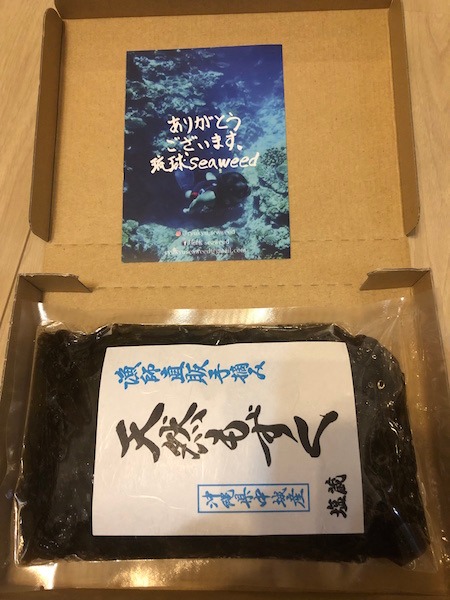 ありがとう
ございます。
琉球seaweed
漁師直販手摘み
天然もずく
沖縄県中城産
塩蔵